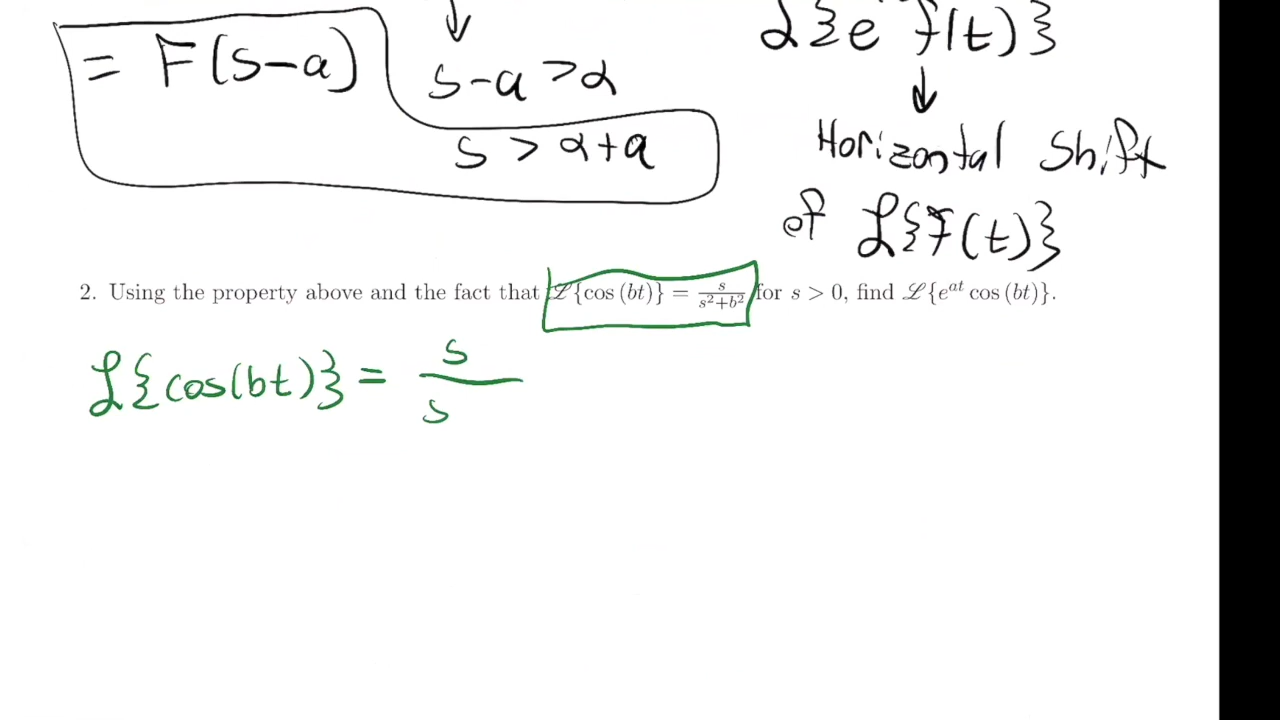 = F(s-a)
↓
s-a > α
s > α+a
ℒ{e f(t)}
↓
Horizontal Shift
of ℒ{f(t)}
2. Using the property above and the fact that ℒ{cos (bt)} = s/(s²+b²) for s > 0, find ℒ{eᵃᵗ cos (bt)}.
ℒ{cos(bt)} = s/s